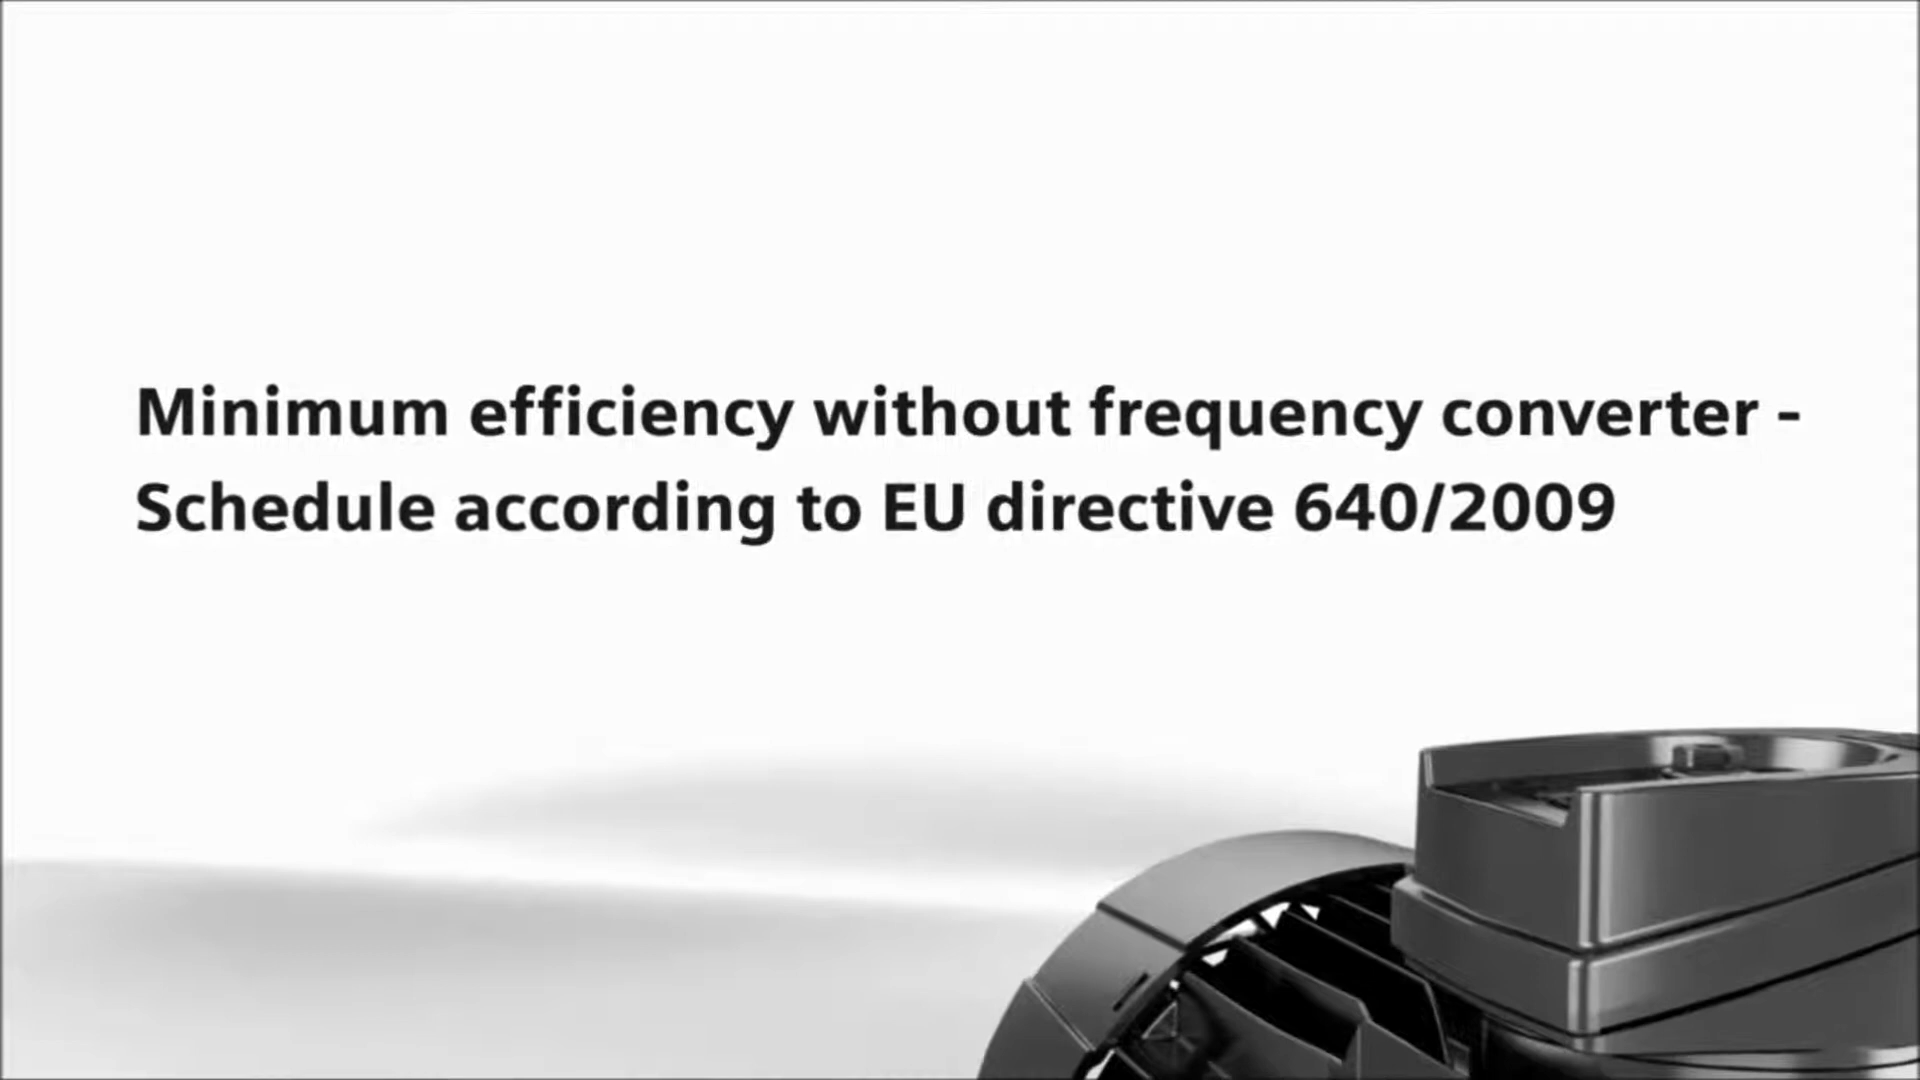 Minimum efficiency without frequency converter -
Schedule according to EU directive 640/2009